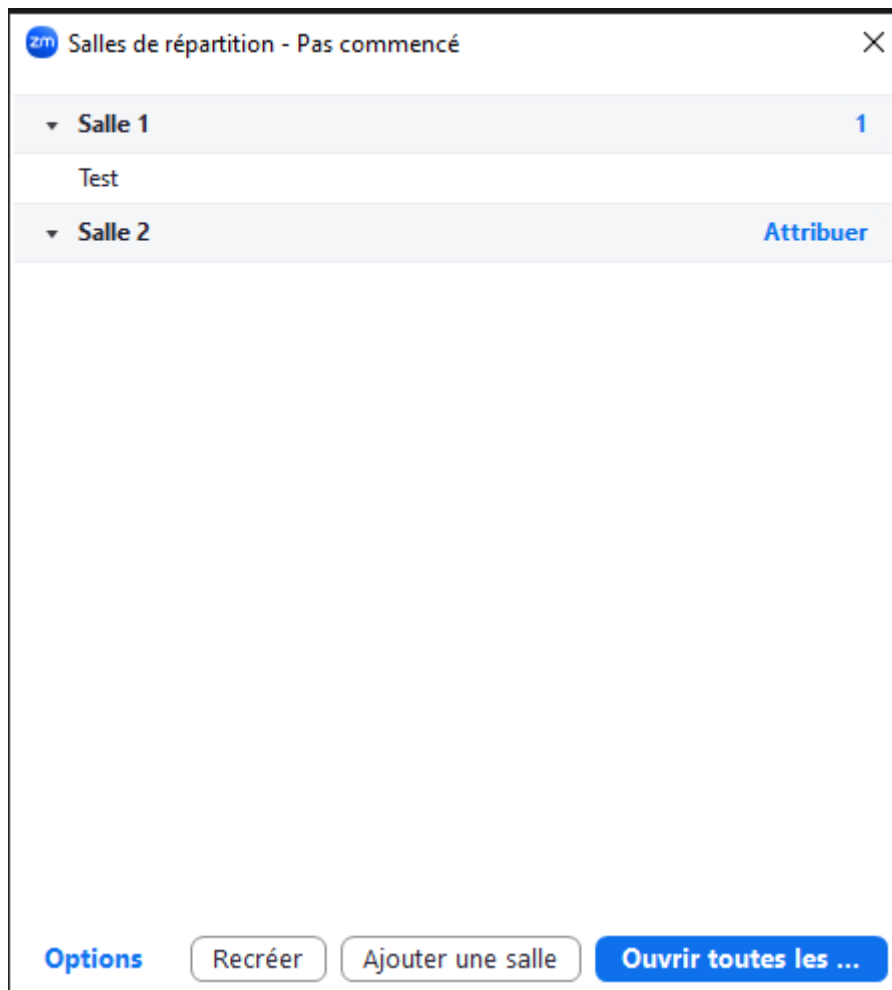 zm Salles de répartition - Pas commencé
Salle 1 1
Test
Salle 2 Attribuer
Options Recréer Ajouter une salle Ouvrir toutes les ...